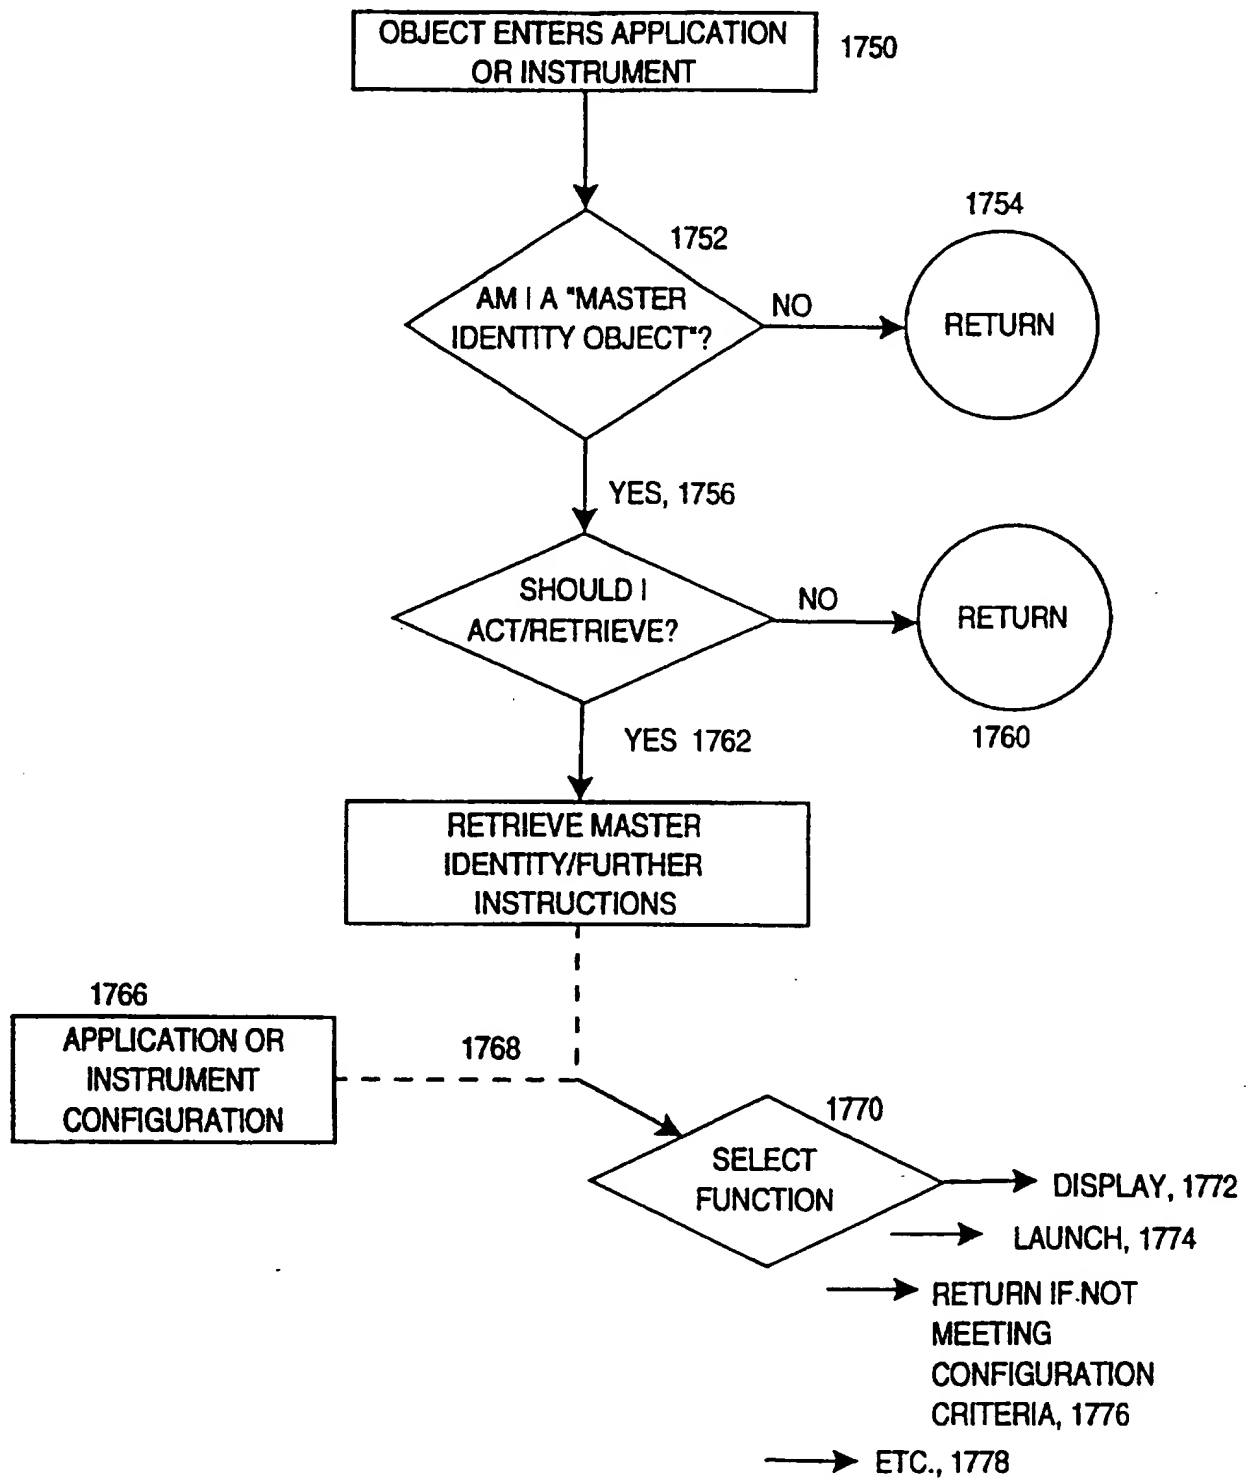 OBJECT ENTERS APPLICATION
OR INSTRUMENT
1750
1752
1754
AM I A "MASTER
IDENTITY OBJECT"?
NO
RETURN
YES, 1756
SHOULD I
ACT/RETRIEVE?
NO
RETURN
1760
YES 1762
RETRIEVE MASTER
IDENTITY/FURTHER
INSTRUCTIONS
1766
APPLICATION OR
INSTRUMENT
CONFIGURATION
1768
1770
SELECT
FUNCTION
DISPLAY, 1772
LAUNCH, 1774
RETURN IF NOT
MEETING
CONFIGURATION
CRITERIA, 1776
ETC., 1778